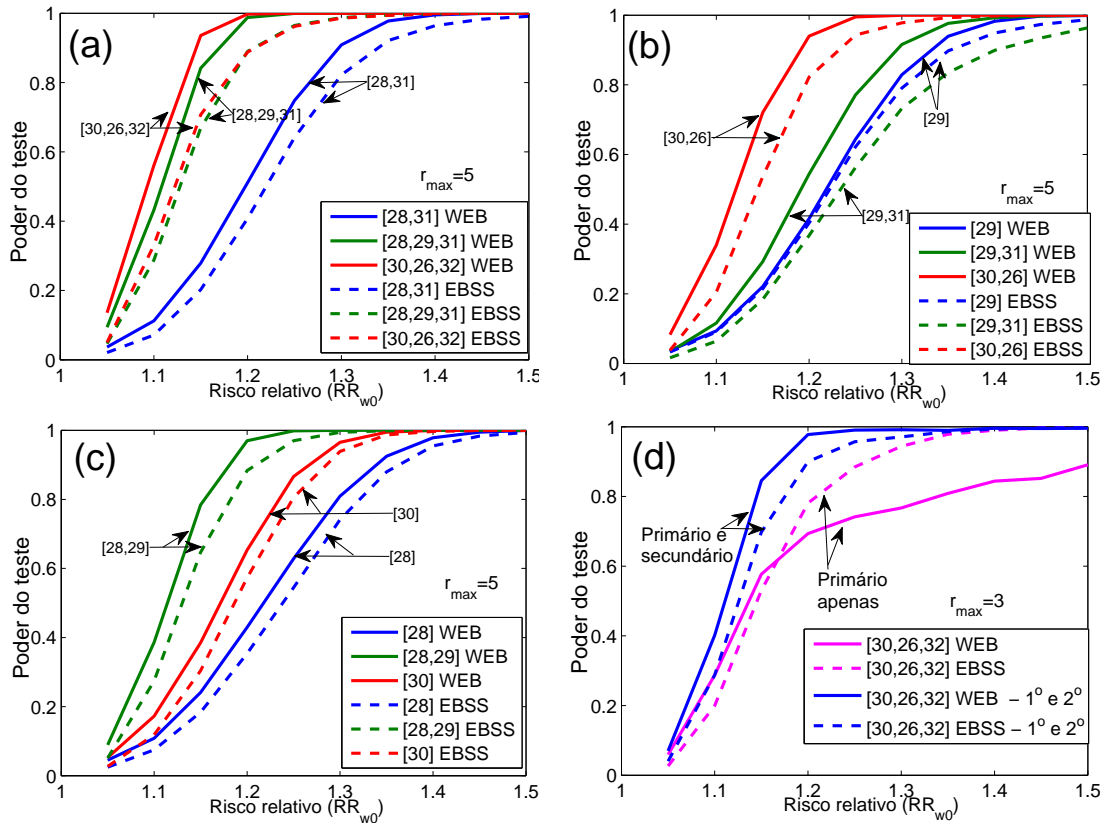 (a)
Poder do teste
1
0.8
0.6
0.4
0.2
0
1
1.1
1.2
1.3
1.4
1.5
Risco relativo (RR_w0)
[28,31]
[28,29,31]
[30,26,32]
r_max=5
[28,31] WEB
[28,29,31] WEB
[30,26,32] WEB
[28,31] EBSS
[28,29,31] EBSS
[30,26,32] EBSS
(b)
Poder do teste
1
0.8
0.6
0.4
0.2
0
1
1.1
1.2
1.3
1.4
1.5
Risco relativo (RR_w0)
[29]
[30,26]
[29,31]
r_max=5
[29] WEB
[29,31] WEB
[30,26] WEB
[29] EBSS
[29,31] EBSS
[30,26] EBSS
(c)
Poder do teste
1
0.8
0.6
0.4
0.2
0
1
1.1
1.2
1.3
1.4
1.5
Risco relativo (RR_w0)
[30]
[28,29]
[28]
r_max=5
[28] WEB
[28,29] WEB
[30] WEB
[28] EBSS
[28,29] EBSS
[30] EBSS
(d)
Poder do teste
1
0.8
0.6
0.4
0.2
0
1
1.1
1.2
1.3
1.4
1.5
Risco relativo (RR_w0)
Primário e
secundário
Primário
apenas
r_max=3
[30,26,32] WEB
[30,26,32] EBSS
[30,26,32] WEB – 1º e 2º
[30,26,32] EBSS – 1º e 2º